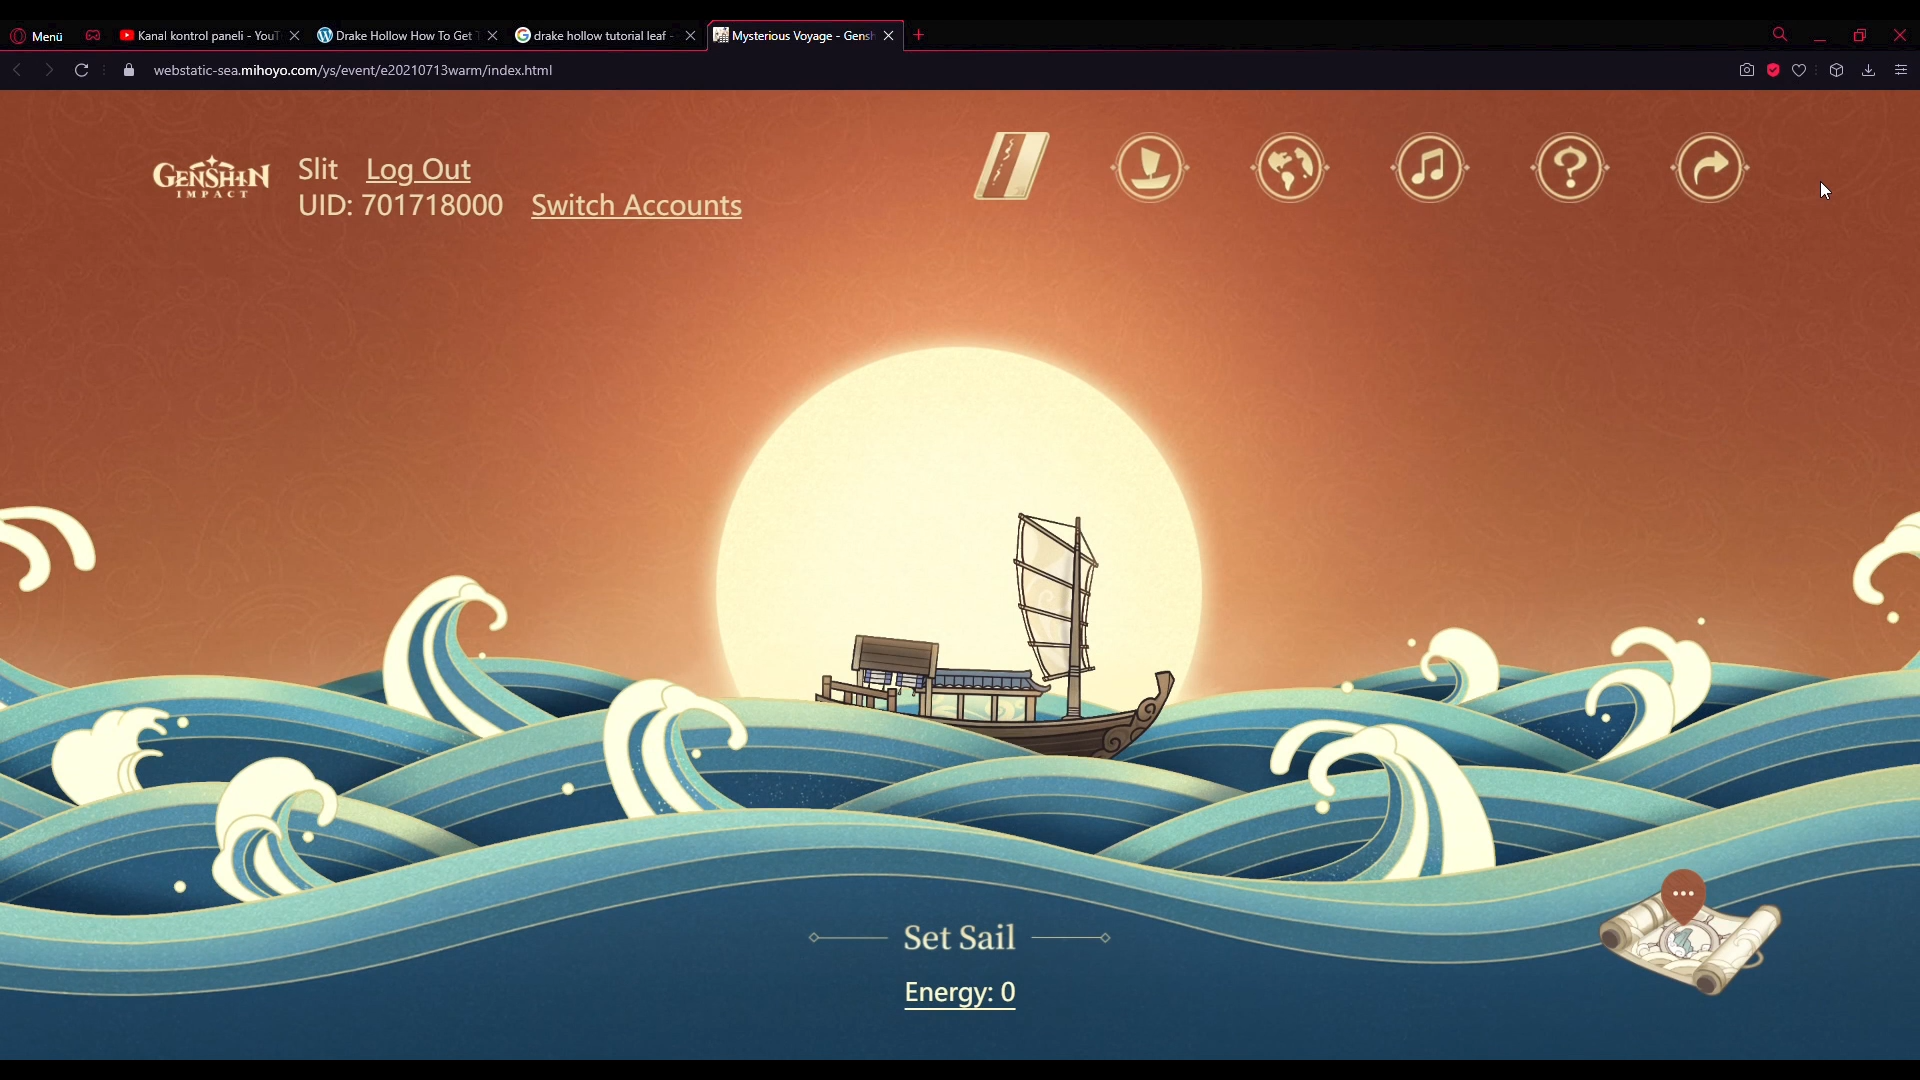 Menü
Kanal kontrol paneli - YouT
Drake Hollow How To Get
drake hollow tutorial leaf -
Mysterious Voyage - Gensh
webstatic-sea.mihoyo.com/ys/event/e20210713warm/index.html
GENSHIN
IMPACT
Slit Log Out
UID: 701718000 Switch Accounts
Set Sail
Energy: 0